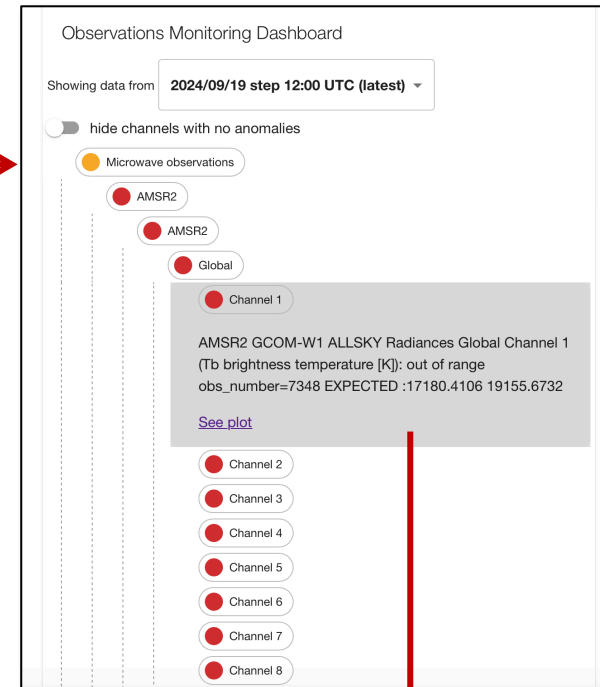 Observations Monitoring Dashboard
Showing data from 2024/09/19 step 12:00 UTC (latest)
hide channels with no anomalies
Microwave observations
AMSR2
AMSR2
Global
Channel 1
AMSR2 GCOM-W1 ALLSKY Radiances Global Channel 1
(Tb brightness temperature [K]): out of range
obs_number=7348 EXPECTED :17180.4106 19155.6732
See plot
Channel 2
Channel 3
Channel 4
Channel 5
Channel 6
Channel 7
Channel 8